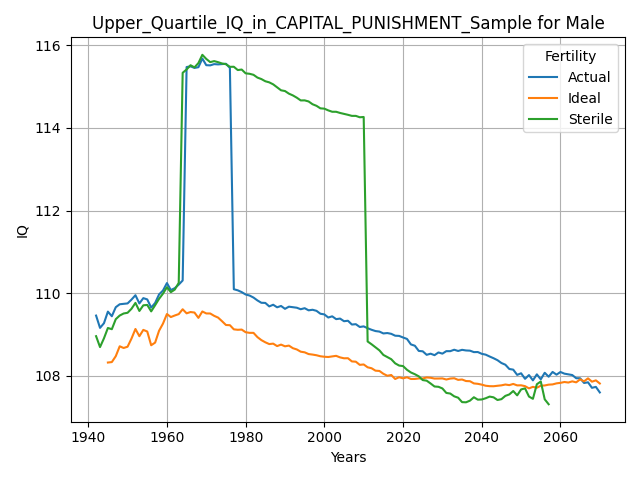 Upper_Quartile_IQ_in_CAPITAL_PUNISHMENT_Sample for Male
Fertility
Actual
Ideal
Sterile
116
114
112
110
108
IQ
1940
1960
1980
2000
2020
2040
2060
Years